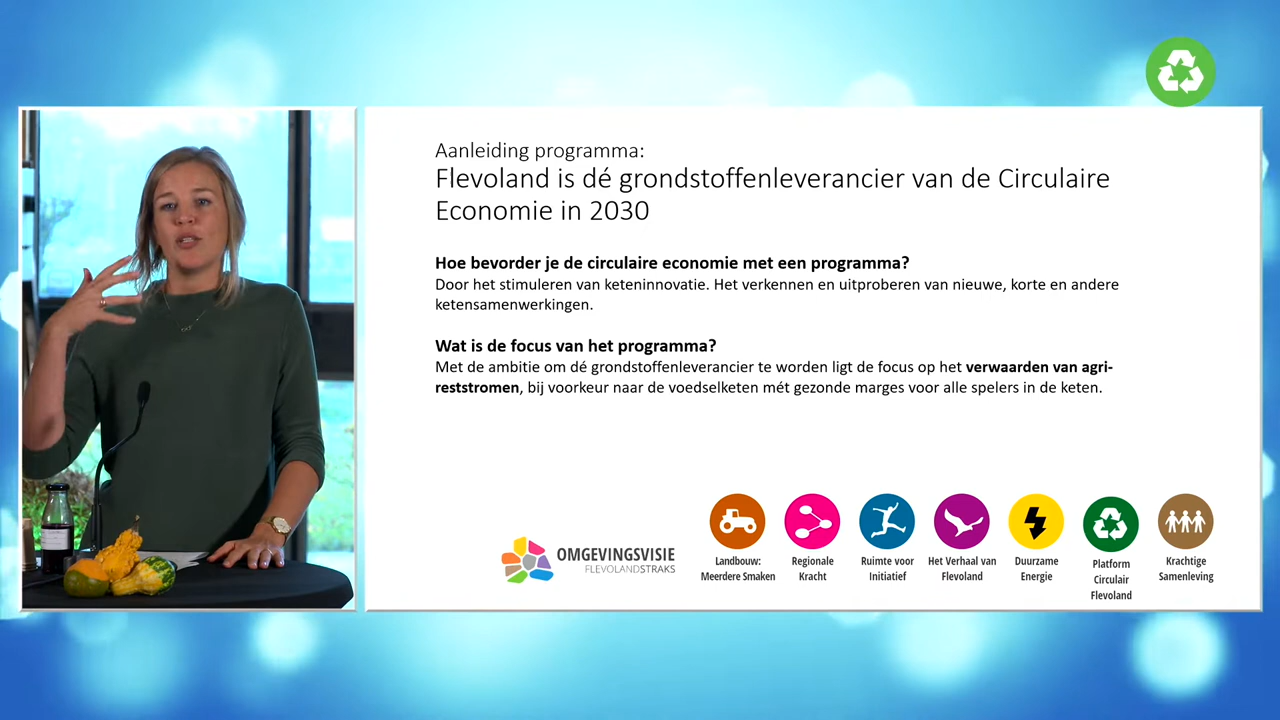 Aanleiding programma:
Flevoland is dé grondstoffenleverancier van de Circulaire
Economie in 2030
Hoe bevorder je de circulaire economie met een programma?
Door het stimuleren van keteninnovatie. Het verkennen en uitproberen van nieuwe, korte en andere
ketensamenwerkingen.
Wat is de focus van het programma?
Met de ambitie om dé grondstoffenleverancier te worden ligt de focus op het verwaarden van agri-
reststromen, bij voorkeur naar de voedselketen mét gezonde marges voor alle spelers in de keten.
OMGEVINGSVISIE
FLEVOLANDSTRAKS
Landbouw:
Meerdere Smaken
Regionale
Kracht
Ruimte voor
Initiatief
Het Verhaal van
Flevoland
Duurzame
Energie
Platform
Circulair
Flevoland
Krachtige
Samenleving